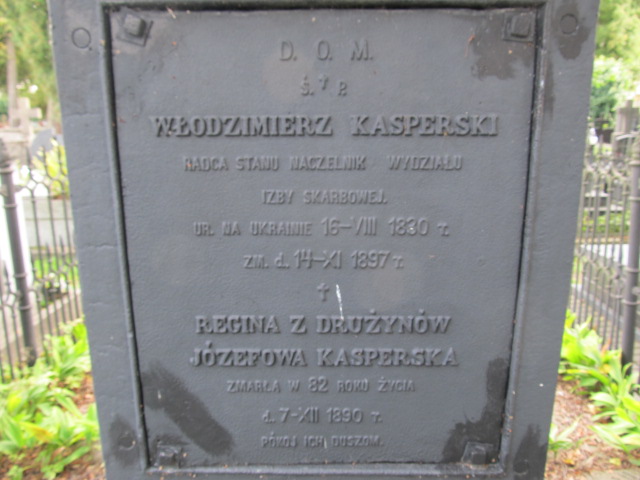 D. O. M.
Ś. † P.
WŁODZIMIERZ KASPERSKI
RADCA STANU NACZELNIK WYDZIAŁU
IZBY SKARBOWEJ.
UR. NA UKRAINIE 16-VIII 1830 r.
ZM. d. 14-XI 1897 r.
†
REGINA Z DRUŻYNÓW
JÓZEFOWA KASPERSKA
ZMARŁA W 82 ROKU ŻYCIA
d. 7-XII 1890 r.
POKÓJ ICH DUSZOM.